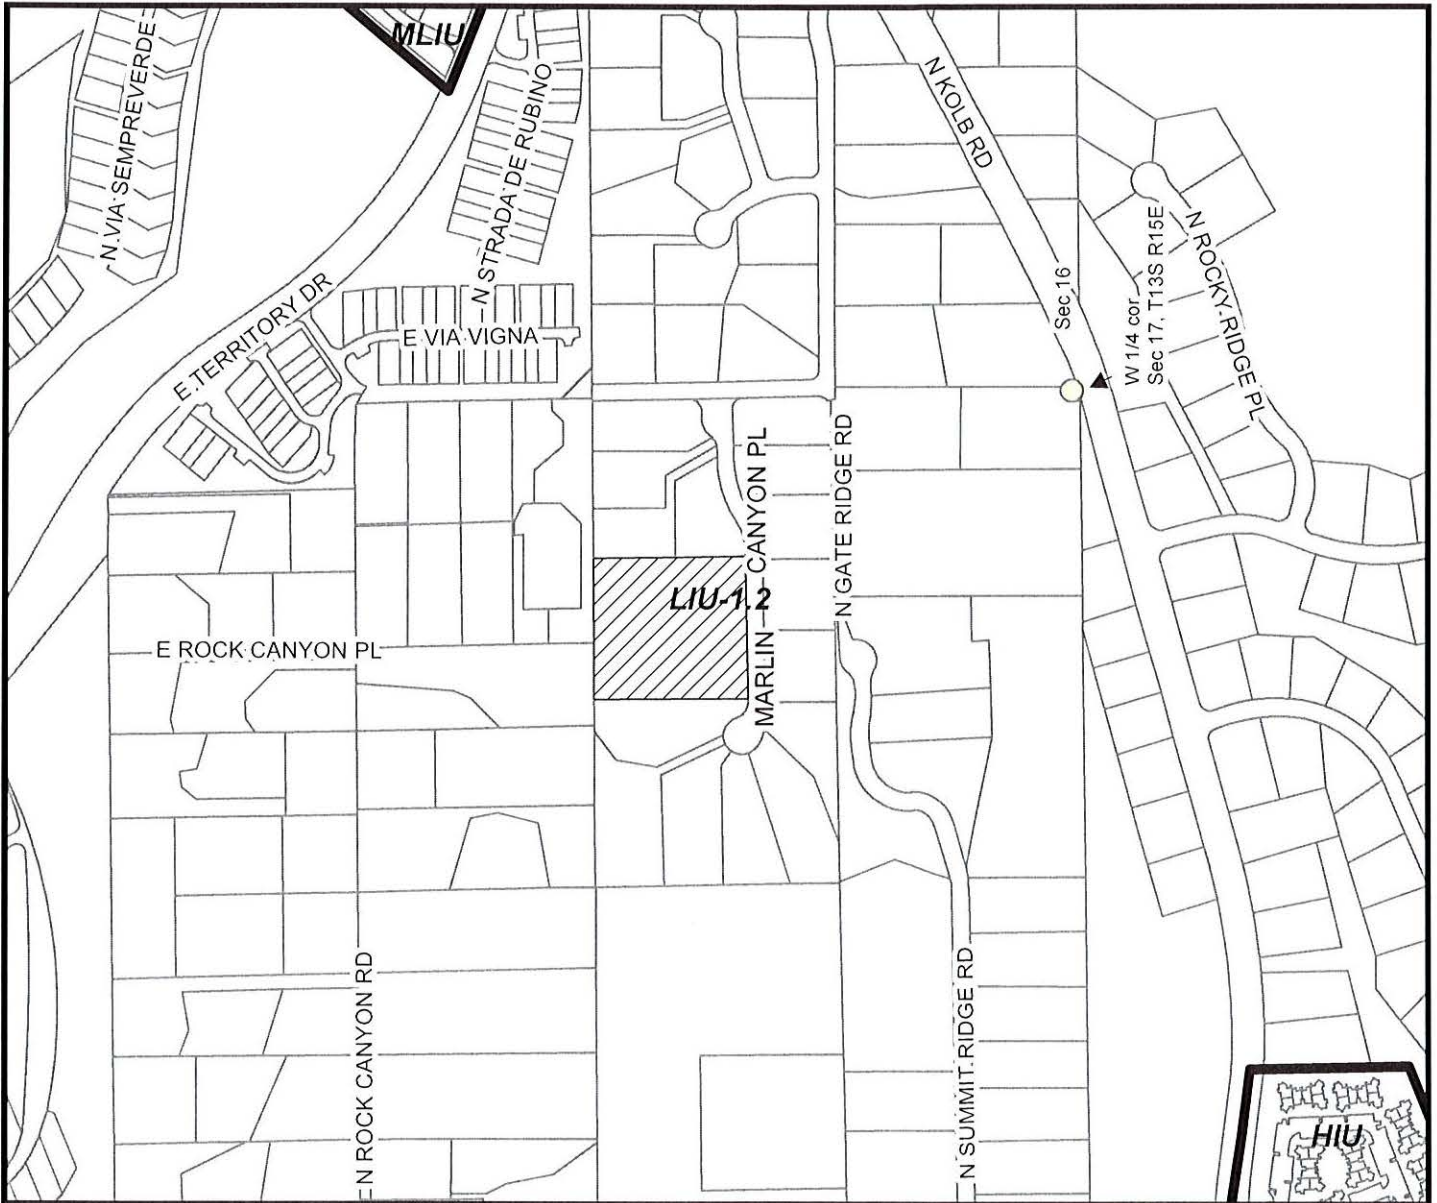 MLIU
N VIA SEMPREVERDE
N STRADA DE RUBINO
N KOLB RD
N ROCKY RIDGE PL
Sec 16
W 1/4 cor
Sec 17, T13S R15E
E TERRITORY DR
E VIA VIGNA
MARLIN CANYON PL
N GATE RIDGE RD
LIU-1.2
E ROCK CANYON PL
N ROCK CANYON RD
N SUMMIT RIDGE RD
HIU